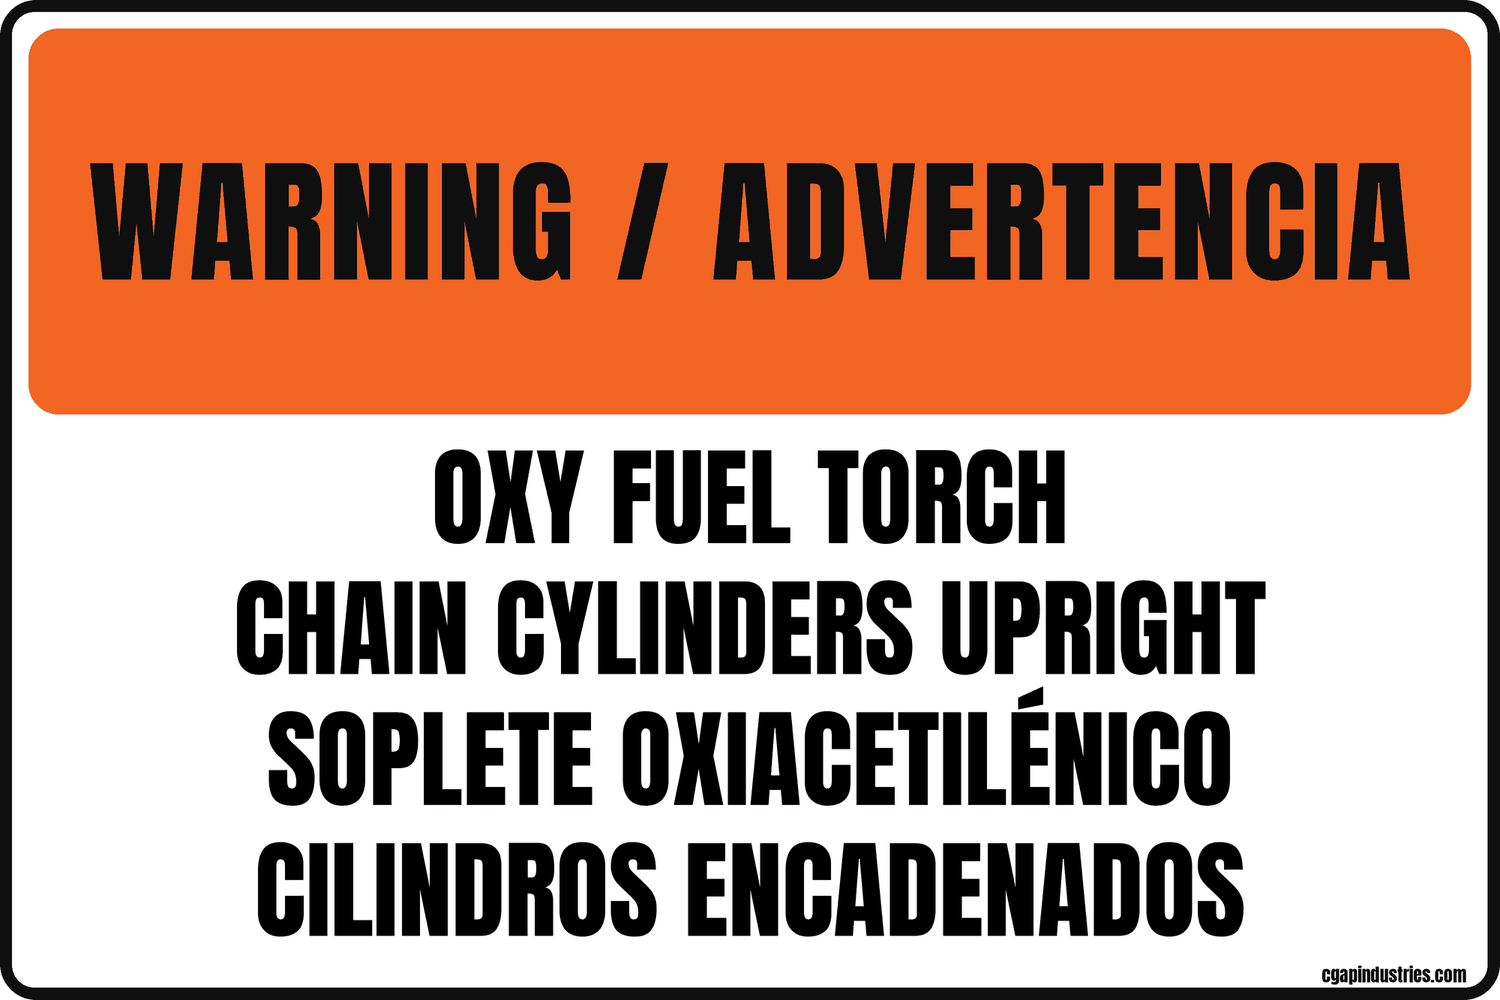 WARNING / ADVERTENCIA
OXY FUEL TORCH
CHAIN CYLINDERS UPRIGHT
SOPLETE OXIACETILÉNICO
CILINDROS ENCADENADOS
cgapindustries.com